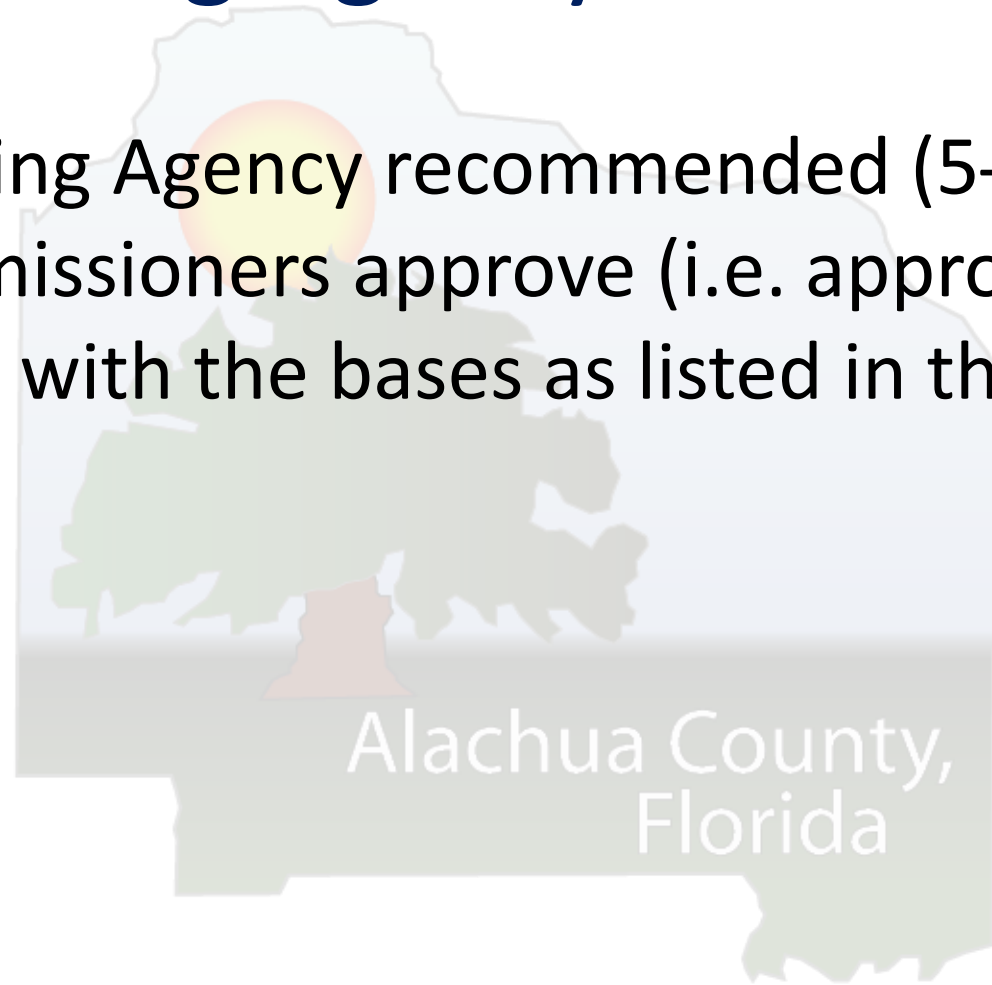 ing Agency recommended (5-
missioners approve (i.e. appro
with the bases as listed in th
Alachua County,
Florida